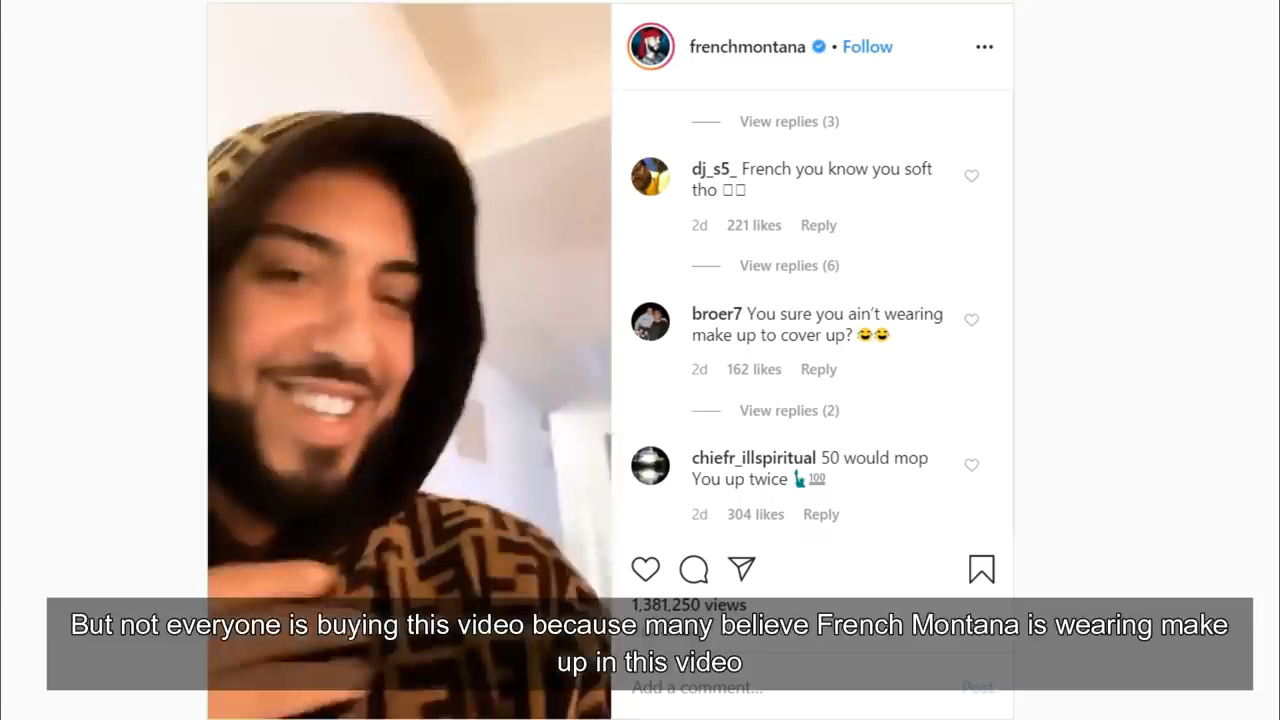 frenchmontana • Follow
View replies (3)
dj_s5_ French you know you soft
tho
2d 221 likes Reply
View replies (6)
broer7 You sure you ain't wearing
make up to cover up? 😂😂
2d 162 likes Reply
View replies (2)
chiefr_illspiritual 50 would mop
You up twice 🗽💯
2d 304 likes Reply
1,381,250 views
But not everyone is buying this video because many believe French Montana is wearing make
up in this video
Add a comment... Post